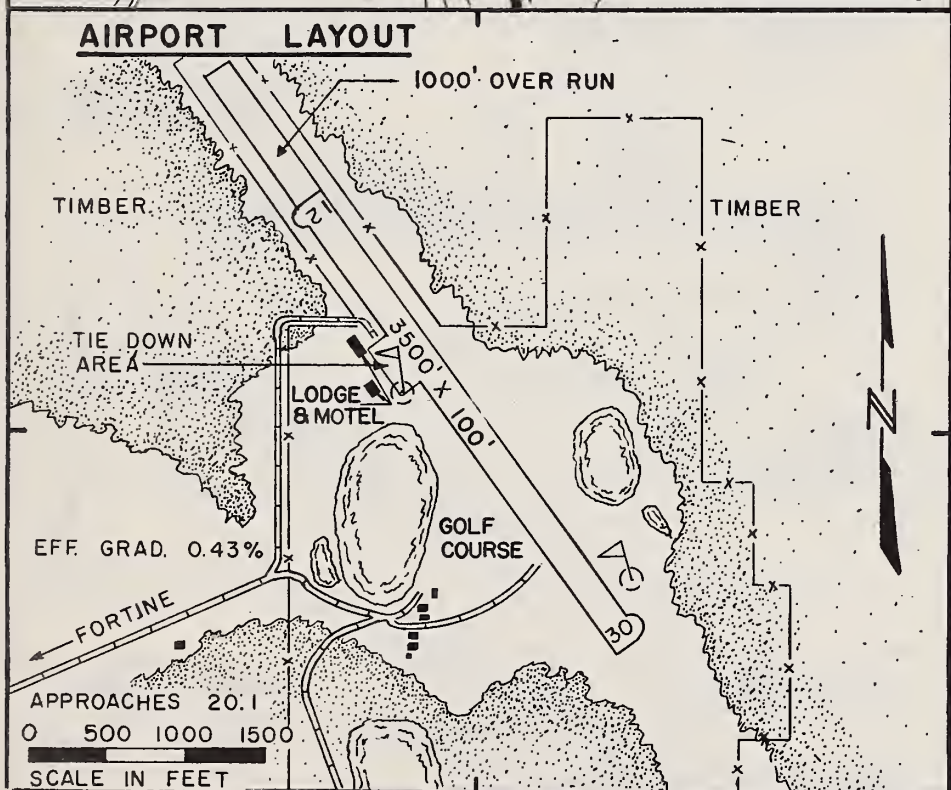 AIRPORT LAYOUT
1000' OVER RUN
TIMBER
TIMBER
12
TIE DOWN
AREA
3500' X 100'
LODGE
& MOTEL
N
GOLF
COURSE
EFF. GRAD. 0.43%
FORTINE
30
APPROACHES 20:1
0 500 1000 1500
SCALE IN FEET